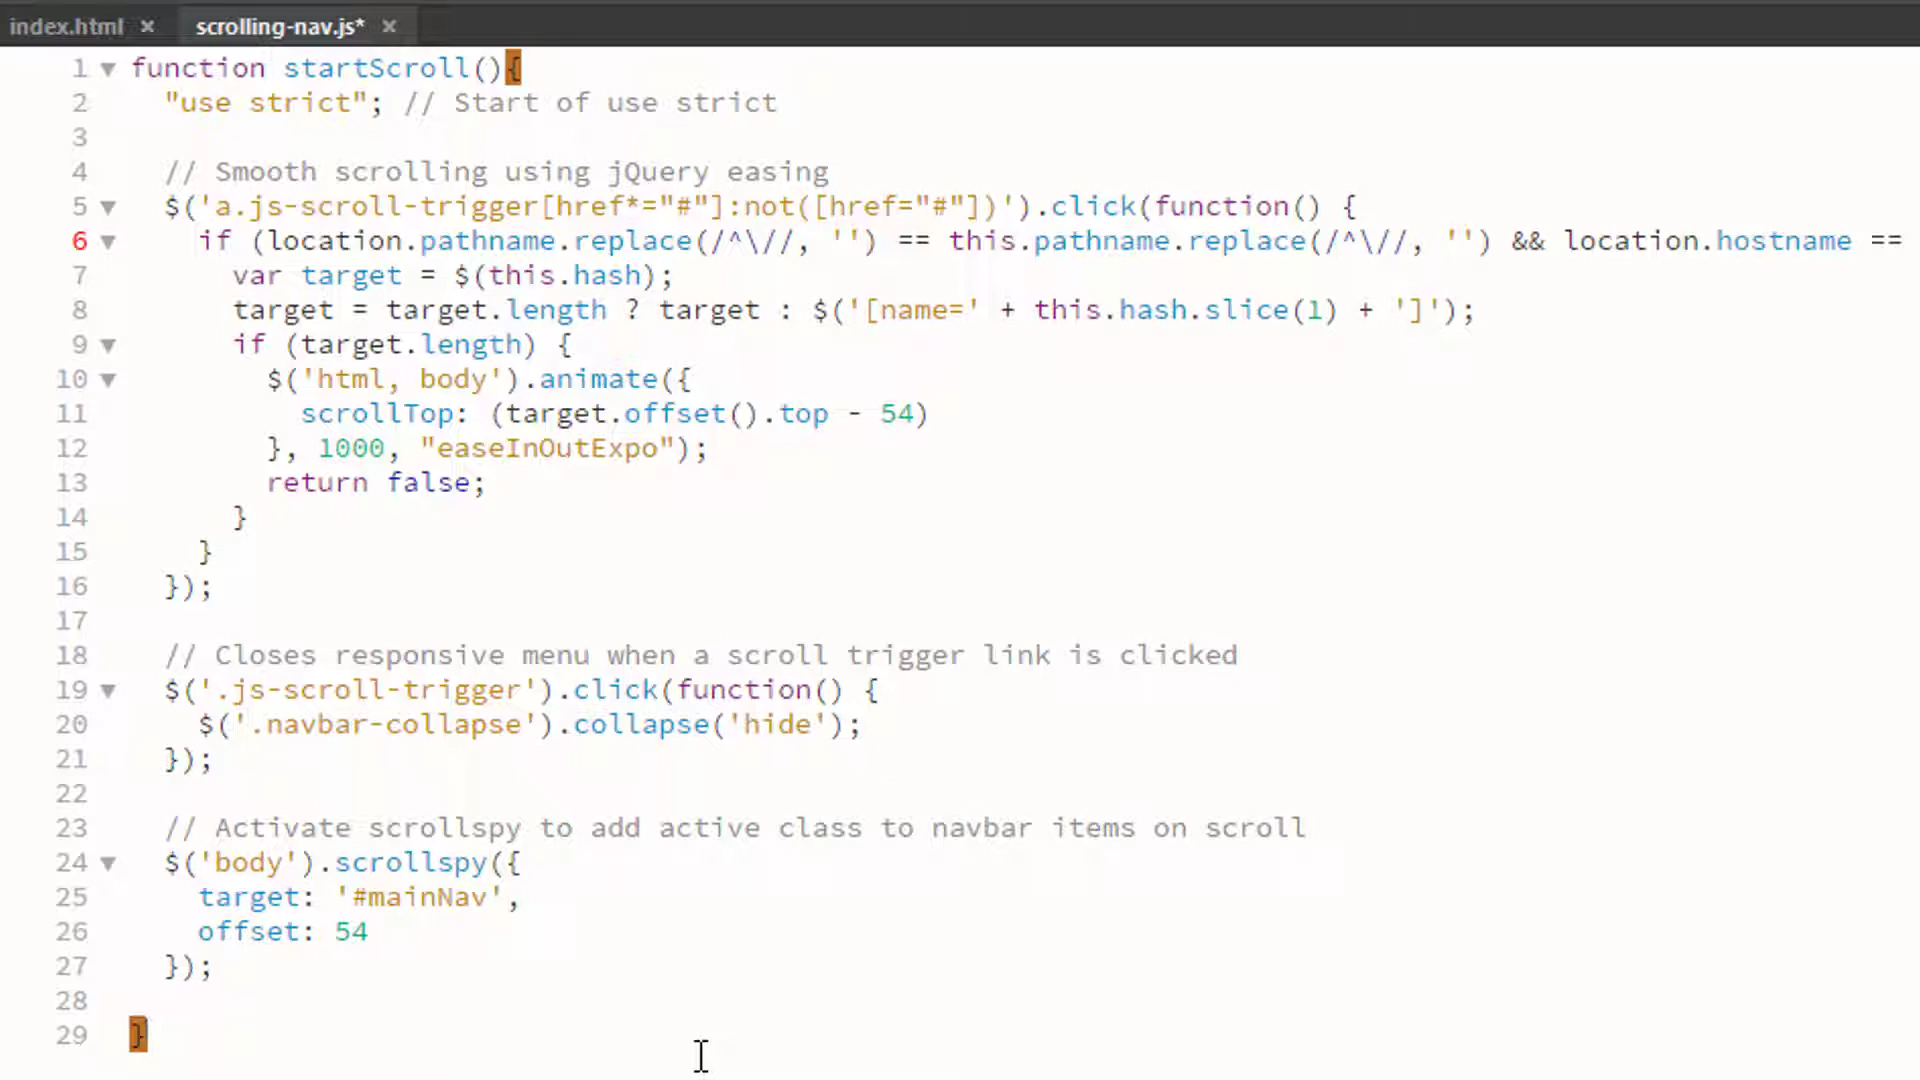 index.html × scrolling-nav.js* ×
1 ▼ function startScroll(){
2   "use strict"; // Start of use strict
3
4   // Smooth scrolling using jQuery easing
5 ▼   $('a.js-scroll-trigger[href*="#"]:not([href="#"])').click(function() {
6 ▼     if (location.pathname.replace(/^\//, '') == this.pathname.replace(/^\//, '') && location.hostname ==
7       var target = $(this.hash);
8       target = target.length ? target : $('[name=' + this.hash.slice(1) + ']');
9 ▼       if (target.length) {
10 ▼         $('html, body').animate({
11           scrollTop: (target.offset().top - 54)
12         }, 1000, "easeInOutExpo");
13         return false;
14       }
15     }
16   });
17
18   // Closes responsive menu when a scroll trigger link is clicked
19 ▼   $('.js-scroll-trigger').click(function() {
20     $('.navbar-collapse').collapse('hide');
21   });
22
23   // Activate scrollspy to add active class to navbar items on scroll
24 ▼   $('body').scrollspy({
25     target: '#mainNav',
26     offset: 54
27   });
28
29 }